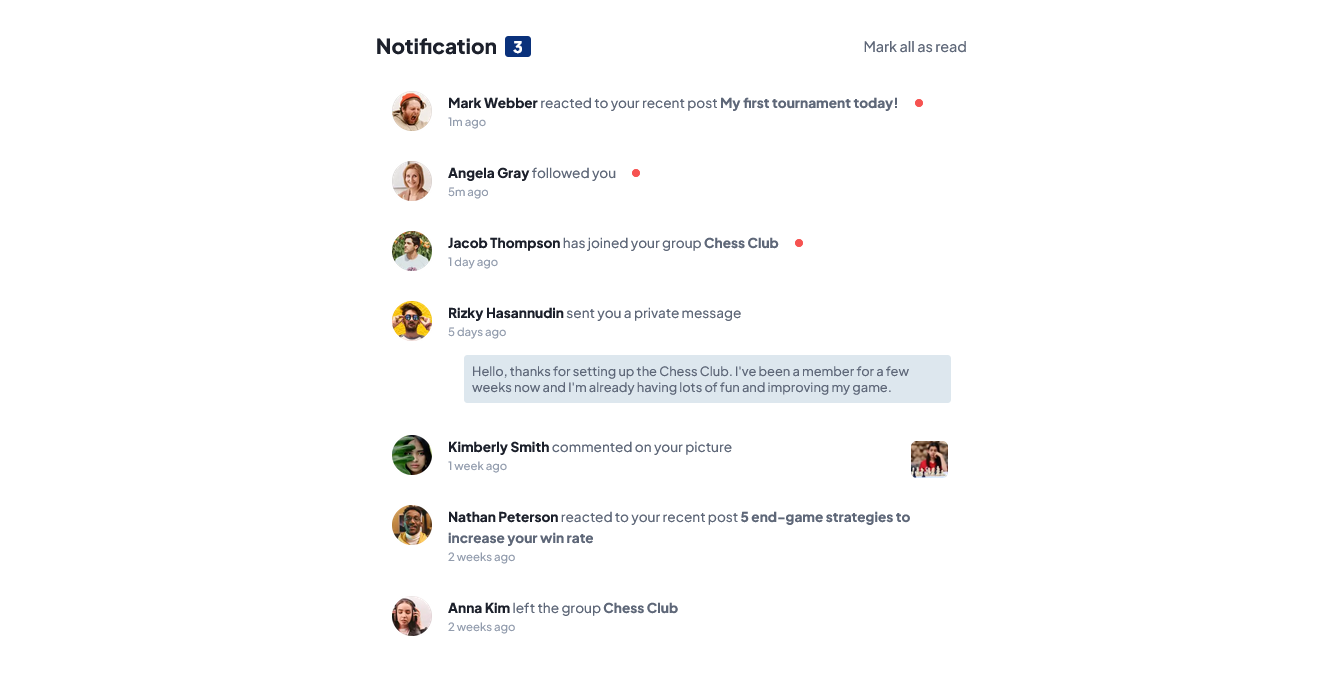 Notification 3
Mark all as read
Mark Webber reacted to your recent post My first tournament today!
1m ago
Angela Gray followed you
5m ago
Jacob Thompson has joined your group Chess Club
1 day ago
Rizky Hasannudin sent you a private message
5 days ago
Hello, thanks for setting up the Chess Club. I've been a member for a few
weeks now and I'm already having lots of fun and improving my game.
Kimberly Smith commented on your picture
1 week ago
Nathan Peterson reacted to your recent post 5 end-game strategies to
increase your win rate
2 weeks ago
Anna Kim left the group Chess Club
2 weeks ago